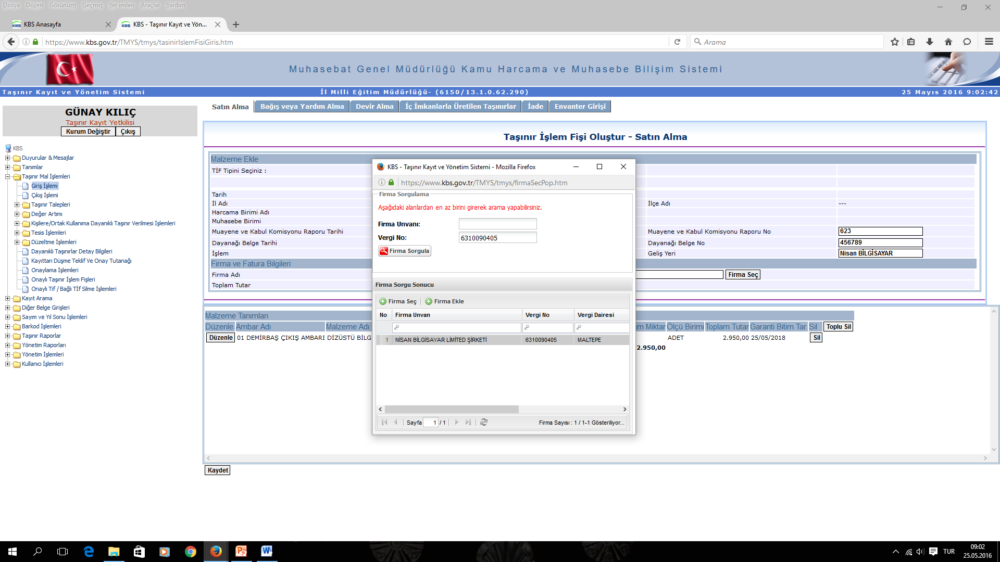 Dosya Düzen Görünüm Geçmiş Yer imleri Araçlar Yardım
KBS Anasayfa
KBS - Taşınır Kayıt ve Yön...
https://www.kbs.gov.tr/TMYS/tmys/tasinirIslemFisiGiris.htm
Arama
Muhasebat Genel Müdürlüğü Kamu Harcama ve Muhasebe Bilişim Sistemi
Taşınır Kayıt ve Yönetim Sistemi
İl Milli Eğitim Müdürlüğü- (6150/13.1.0.62.290)
25 Mayıs 2016 9:02:42
GÜNAY KILIÇ
Taşınır Kayıt Yetkilisi
Kurum Değiştir Çıkış
KBS
Duyurular & Mesajlar
Tanımlar
Taşınır Mal İşlemleri
Giriş İşlemi
Çıkış İşlemi
Taşınır Talepleri
Değer Artımı
Kişilere/Ortak Kullanıma Dayanıklı Taşınır Verilmesi İşlemleri
Tesis İşlemleri
Düzeltme İşlemleri
Dayanıklı Taşınırlar Detay Bilgileri
Kayıttan Düşme Teklif Ve Onay Tutanağı
Onaylama İşlemleri
Onaylı Taşınır İşlem Fişleri
Onaylı Tif / Bağlı Tİf Silme İşlemleri
Kayıt Arama
Diğer Belge Girişleri
Sayım ve Yıl Sonu İşlemleri
Barkod İşlemleri
Taşınır Raporlar
Yönetim Raporları
Yönetim İşlemleri
Kullanıcı İşlemleri
Satın Alma
Bağış veya Yardım Alma
Devir Alma
İç İmkanlarla Üretilen Taşınırlar
İade
Envanter Girişi
Taşınır İşlem Fişi Oluştur - Satın Alma
Malzeme Ekle
TİF Tipini Seçiniz :
Tarih
İl Adı
İlçe Adı
---
Harcama Birimi Adı
Muhasebe Birimi
Muayene ve Kabul Komisyonu Raporu Tarihi
Muayene ve Kabul Komisyonu Raporu No
623
Dayanağı Belge Tarihi
Dayanağı Belge No
456789
İşlem
Geliş Yeri
Nisan BİLGİSAYAR
Firma ve Fatura Bilgileri
Firma Adı
Firma Seç
Toplam Tutar
Malzeme Tanımları
Düzenle Ambar Adı Malzeme Adı
em Miktar Ölçü Birimi Toplam Tutar Garanti Bitim Tar. Sil Toplu Sil
Düzenle 01 DEMİRBAŞ ÇIKIŞ AMBARI DİZÜSTÜ BİLG
ADET 2.950,00 25/05/2018 Sil
2.950,00
Kaydet
KBS - Taşınır Kayıt ve Yönetim Sistemi - Mozilla Firefox
https://www.kbs.gov.tr/TMYS/tmys/firmaSecPop.htm
Firma Sorgulama
Aşağıdaki alanlardan en az birini girerek arama yapabilirsiniz.
Firma Unvanı:
Vergi No: 6310090405
Firma Sorgula
Firma Sorgu Sonucu
Firma Seç Firma Ekle
No Firma Unvan Vergi No Vergi Dairesi
1 NİSAN BİLGİSAYAR LİMİTED ŞİRKETİ 6310090405 MALTEPE
Sayfa 1 / 1
Firma Sayısı : 1 / 1-1 Gösteriliyor...
TUR
09:02
25.05.2016